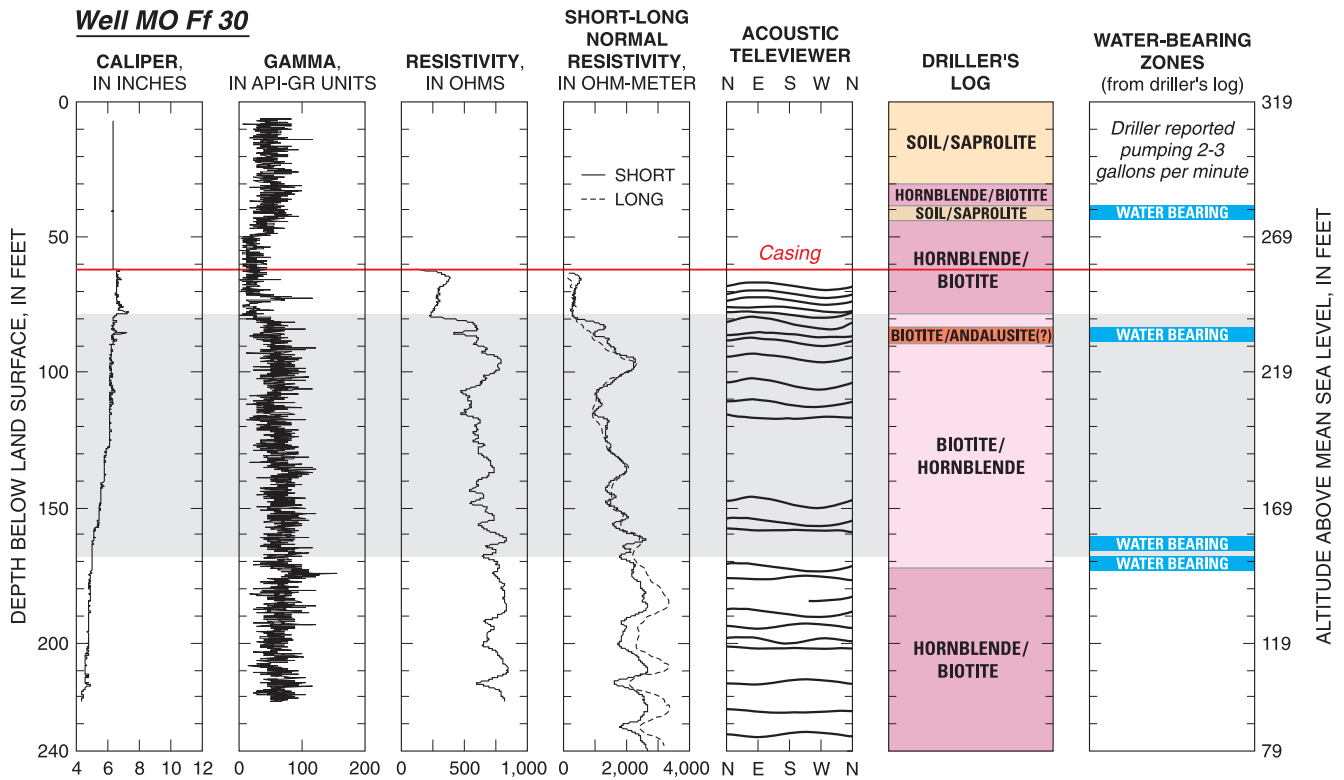 Well MO Ff 30
CALIPER,
IN INCHES
GAMMA,
IN API-GR UNITS
RESISTIVITY,
IN OHMS
SHORT-LONG
NORMAL
RESISTIVITY,
IN OHM-METER
ACOUSTIC
TELEVIEWER
N E S W N
DRILLER'S
LOG
WATER-BEARING
ZONES
(from driller's log)
DEPTH BELOW LAND SURFACE, IN FEET
0
50
100
150
200
240
SHORT
LONG
Casing
SOIL/SAPROLITE
HORNBLENDE/BIOTITE
SOIL/SAPROLITE
HORNBLENDE/
BIOTITE
BIOTITE/ANDALUSITE(?)
BIOTITE/
HORNBLENDE
HORNBLENDE/
BIOTITE
Driller reported
pumping 2-3
gallons per minute
WATER BEARING
WATER BEARING
WATER BEARING
WATER BEARING
319
269
219
169
119
79
ALTITUDE ABOVE MEAN SEA LEVEL, IN FEET
4 6 8 10 12
0 100 200
0 500 1,000
0 2,000 4,000
N E S W N